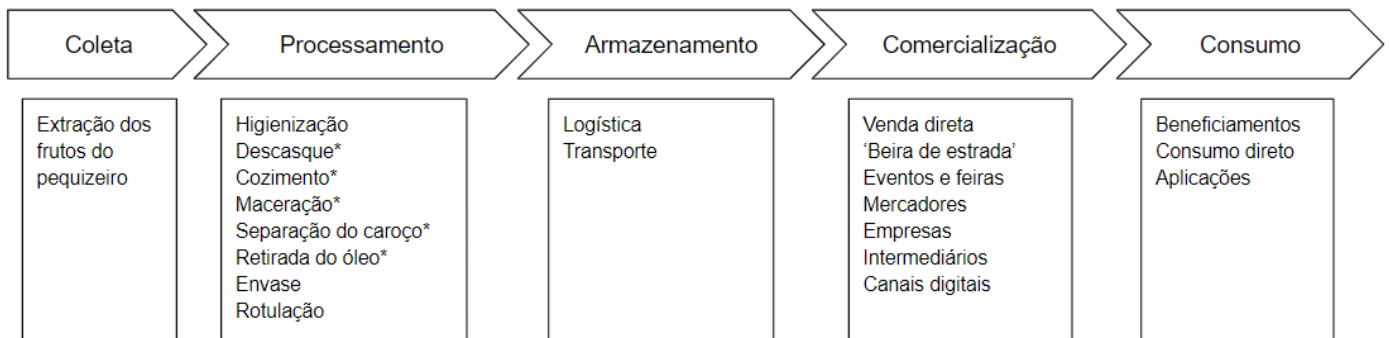 Coleta
Processamento
Armazenamento
Comercialização
Consumo
Extração dos
frutos do
pequizeiro
Higienização
Descasque*
Cozimento*
Maceração*
Separação do caroço*
Retirada do óleo*
Envase
Rotulação
Logística
Transporte
Venda direta
‘Beira de estrada’
Eventos e feiras
Mercadores
Empresas
Intermediários
Canais digitais
Beneficiamentos
Consumo direto
Aplicações